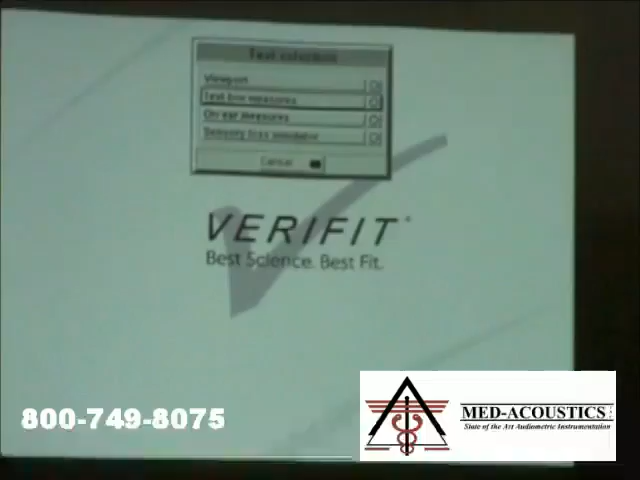 Test selection
Viewport
Test box measures
On-ear measures
Sensory loss simulator
Cancel
VERIFIT®
Best Science. Best Fit.
800-749-8075
MED-ACOUSTICS
State of the Art Audiometric Instrumentation